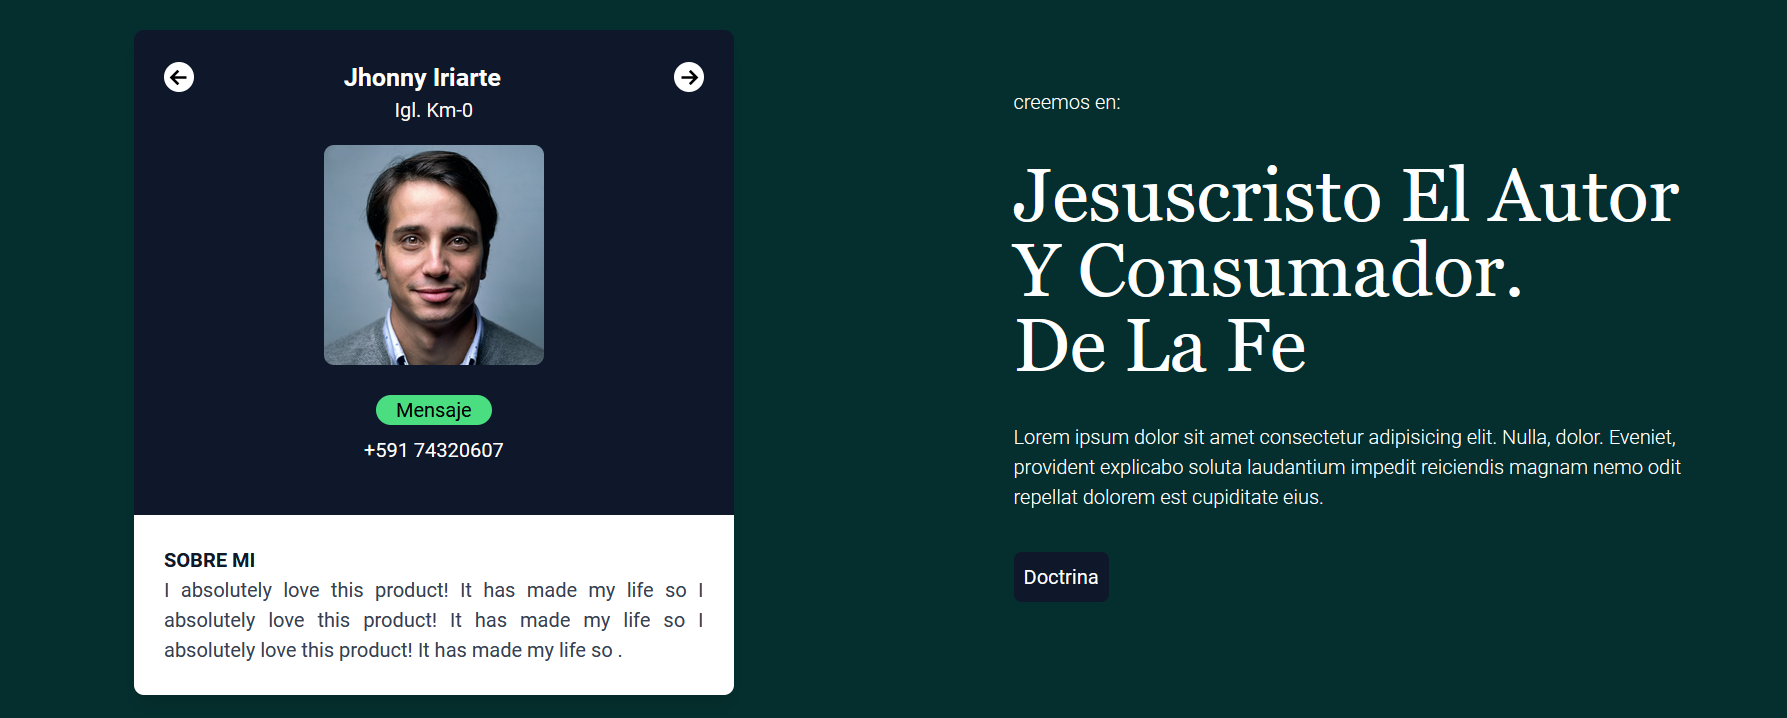 Jhonny Iriarte
Igl. Km-0
Mensaje
+591 74320607
SOBRE MI
I absolutely love this product! It has made my life so I
absolutely love this product! It has made my life so I
absolutely love this product! It has made my life so .
creemos en:
Jesuscristo El Autor
Y Consumador.
De La Fe
Lorem ipsum dolor sit amet consectetur adipisicing elit. Nulla, dolor. Eveniet,
provident explicabo soluta laudantium impedit reiciendis magnam nemo odit
repellat dolorem est cupiditate eius.
Doctrina